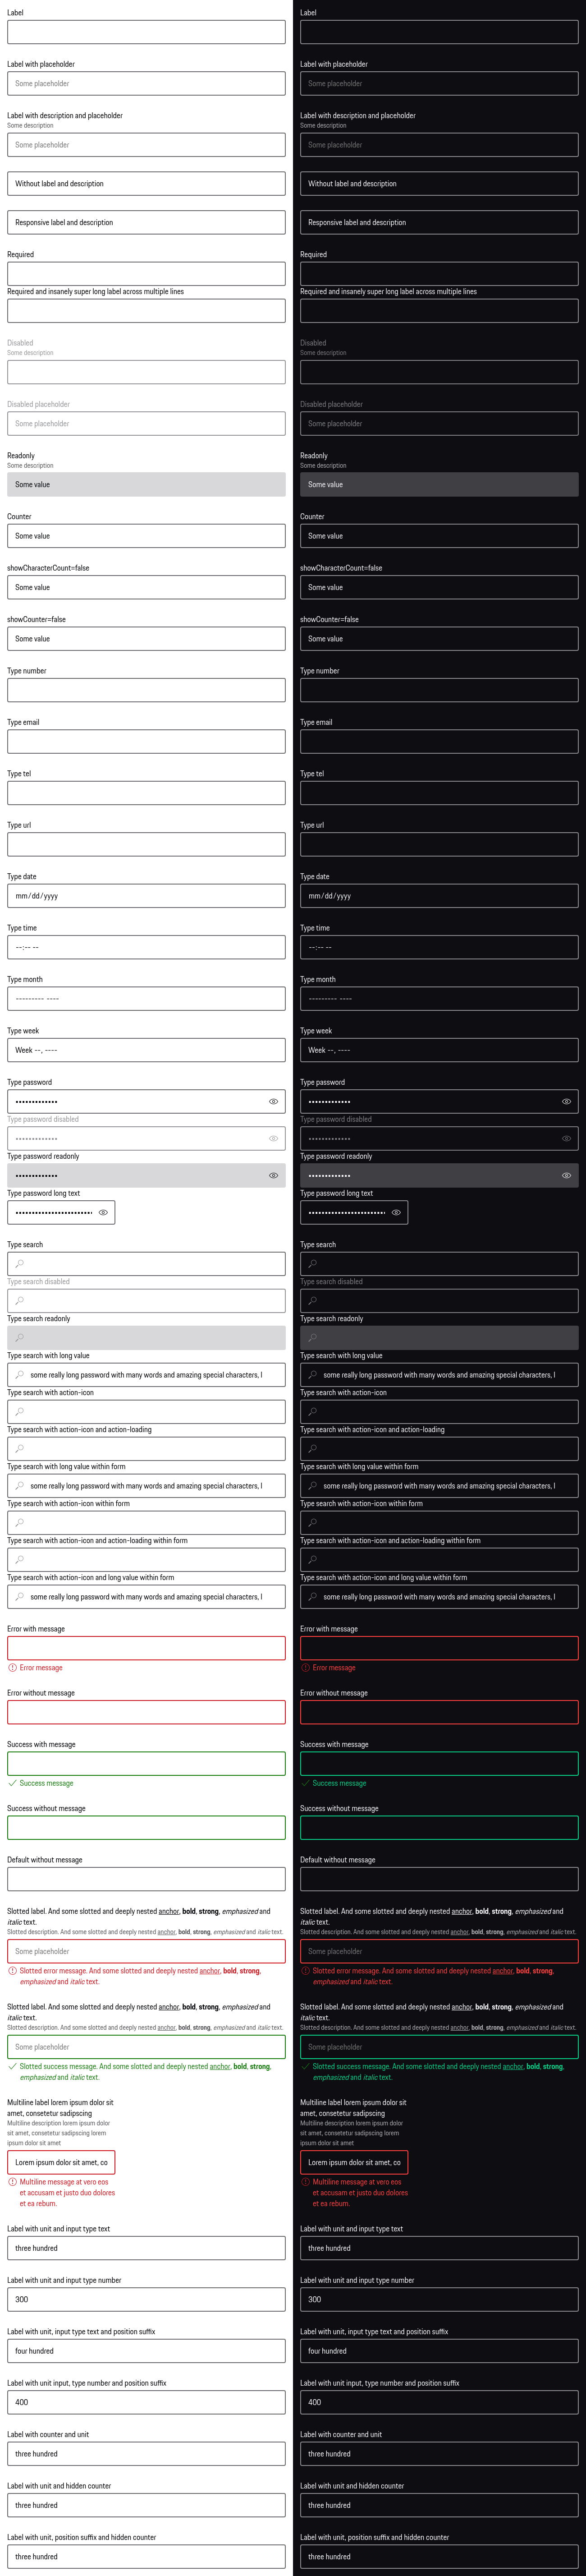 Label
Label with placeholder
Some placeholder
Label with description and placeholder
Some description
Some placeholder
Without label and description
Responsive label and description
Required
Required and insanely super long label across multiple lines
Disabled
Some description
Disabled placeholder
Some placeholder
Readonly
Some description
Some value
Counter
Some value
showCharacterCount=false
Some value
showCounter=false
Some value
Type number
Type email
Type tel
Type url
Type date
mm/dd/yyyy
Type time
--:-- --
Type month
--------- ----
Type week
Week --, ----
Type password
•••••••••••••
Type password disabled
•••••••••••••
Type password readonly
•••••••••••••
Type password long text
Type search
Type search disabled
Type search readonly
Type search with long value
some really long password with many words and amazing special characters, I
Type search with action-icon
Type search with action-icon and action-loading
Type search with long value within form
some really long password with many words and amazing special characters, I
Type search with action-icon within form
Type search with action-icon and action-loading within form
Type search with action-icon and long value within form
some really long password with many words and amazing special characters, I
Error with message
Error message
Error without message
Success with message
Success message
Success without message
Default without message
Slotted label. And some slotted and deeply nested anchor, bold, strong, emphasized and
italic text.
Slotted description. And some slotted and deeply nested anchor, bold, strong, emphasized and italic text.
Some placeholder
Slotted error message. And some slotted and deeply nested anchor, bold, strong,
emphasized and italic text.
Slotted label. And some slotted and deeply nested anchor, bold, strong, emphasized and
italic text.
Slotted description. And some slotted and deeply nested anchor, bold, strong, emphasized and italic text.
Some placeholder
Slotted success message. And some slotted and deeply nested anchor, bold, strong,
emphasized and italic text.
Multiline label lorem ipsum dolor sit
amet, consetetur sadipscing
Multiline description lorem ipsum dolor
sit amet, consetetur sadipscing lorem
ipsum dolor sit amet
Lorem ipsum dolor sit amet, co
Multiline message at vero eos
et accusam et justo duo dolores
et ea rebum.
Label with unit and input type text
three hundred
Label with unit and input type number
300
Label with unit, input type text and position suffix
four hundred
Label with unit input, type number and position suffix
400
Label with counter and unit
three hundred
Label with unit and hidden counter
three hundred
Label with unit, position suffix and hidden counter
three hundred
Label
Label with placeholder
Some placeholder
Label with description and placeholder
Some description
Some placeholder
Without label and description
Responsive label and description
Required
Required and insanely super long label across multiple lines
Disabled
Some description
Disabled placeholder
Some placeholder
Readonly
Some description
Some value
Counter
Some value
showCharacterCount=false
Some value
showCounter=false
Some value
Type number
Type email
Type tel
Type url
Type date
mm/dd/yyyy
Type time
--:-- --
Type month
--------- ----
Type week
Week --, ----
Type password
•••••••••••••
Type password disabled
•••••••••••••
Type password readonly
•••••••••••••
Type password long text
Type search
Type search disabled
Type search readonly
Type search with long value
some really long password with many words and amazing special characters, I
Type search with action-icon
Type search with action-icon and action-loading
Type search with long value within form
some really long password with many words and amazing special characters, I
Type search with action-icon within form
Type search with action-icon and action-loading within form
Type search with action-icon and long value within form
some really long password with many words and amazing special characters, I
Error with message
Error message
Error without message
Success with message
Success message
Success without message
Default without message
Slotted label. And some slotted and deeply nested anchor, bold, strong, emphasized and
italic text.
Slotted description. And some slotted and deeply nested anchor, bold, strong, emphasized and italic text.
Some placeholder
Slotted error message. And some slotted and deeply nested anchor, bold, strong,
emphasized and italic text.
Slotted label. And some slotted and deeply nested anchor, bold, strong, emphasized and
italic text.
Slotted description. And some slotted and deeply nested anchor, bold, strong, emphasized and italic text.
Some placeholder
Slotted success message. And some slotted and deeply nested anchor, bold, strong,
emphasized and italic text.
Multiline label lorem ipsum dolor sit
amet, consetetur sadipscing
Multiline description lorem ipsum dolor
sit amet, consetetur sadipscing lorem
ipsum dolor sit amet
Lorem ipsum dolor sit amet, co
Multiline message at vero eos
et accusam et justo duo dolores
et ea rebum.
Label with unit and input type text
three hundred
Label with unit and input type number
300
Label with unit, input type text and position suffix
four hundred
Label with unit input, type number and position suffix
400
Label with counter and unit
three hundred
Label with unit and hidden counter
three hundred
Label with unit, position suffix and hidden counter
three hundred